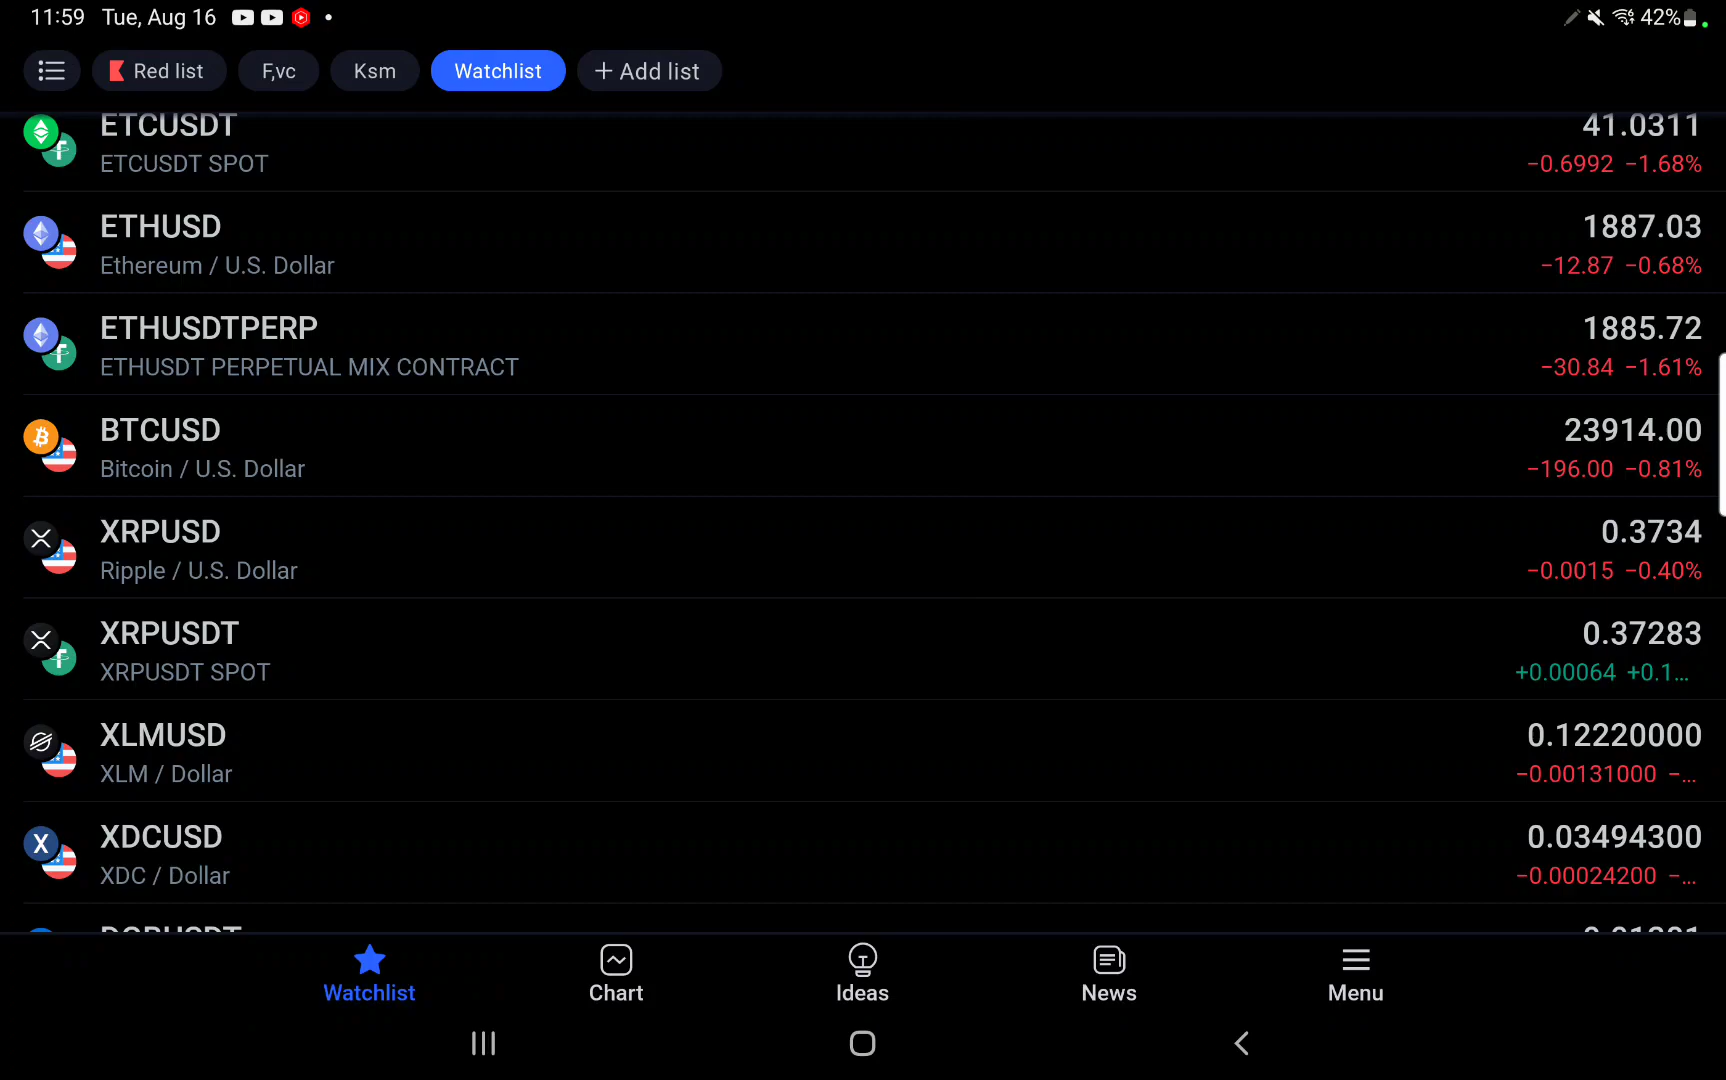 11:59 Tue, Aug 16 42%
Red list F,vc Ksm Watchlist + Add list
ETCUSDT 41.0311
ETCUSDT SPOT −0.6992 −1.68%
ETHUSD 1887.03
Ethereum / U.S. Dollar −12.87 −0.68%
ETHUSDTPERP 1885.72
ETHUSDT PERPETUAL MIX CONTRACT −30.84 −1.61%
BTCUSD 23914.00
Bitcoin / U.S. Dollar −196.00 −0.81%
XRPUSD 0.3734
Ripple / U.S. Dollar −0.0015 −0.40%
XRPUSDT 0.37283
XRPUSDT SPOT +0.00064 +0.1...
XLMUSD 0.12220000
XLM / Dollar −0.00131000 −...
XDCUSD 0.03494300
XDC / Dollar −0.00024200 −...
Watchlist Chart Ideas News Menu